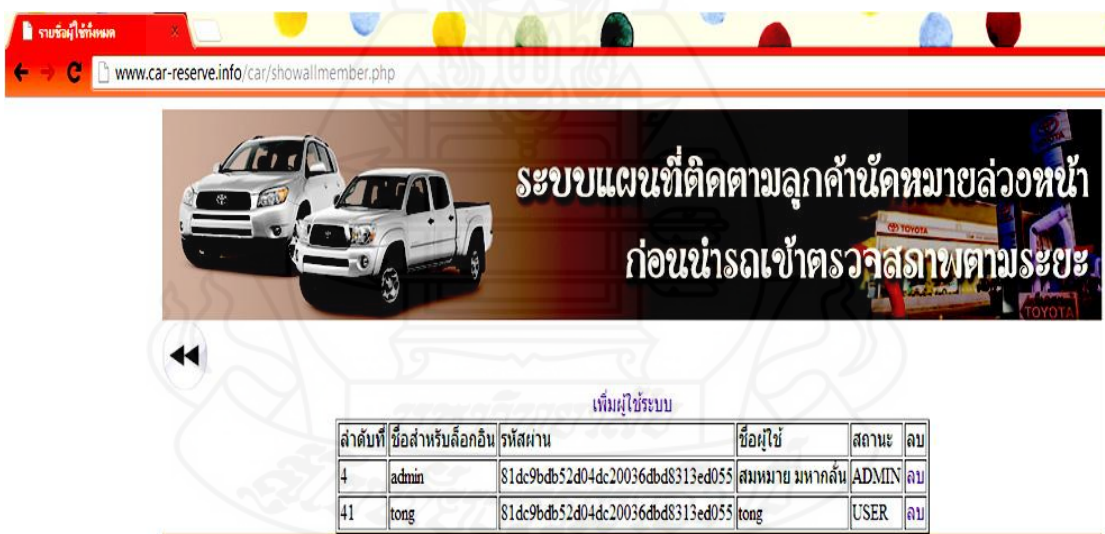 รายชื่อผู้ใช้ทั้งหมด
www.car-reserve.info/car/showallmember.php
ระบบแผนที่ติดตามลูกค้านัดหมายล่วงหน้า
ก่อนนำรถเข้าตรวจสภาพตามระยะ
TOYOTA
TOYOTA
เพิ่มผู้ใช้ระบบ
ลำดับที่ ชื่อสำหรับล็อกอิน รหัสผ่าน ชื่อผู้ใช้ สถานะ ลบ
4 admin 81dc9bdb52d04dc20036dbd8313ed055 สมหมาย มหากลั่น ADMIN ลบ
41 tong 81dc9bdb52d04dc20036dbd8313ed055 tong USER ลบ